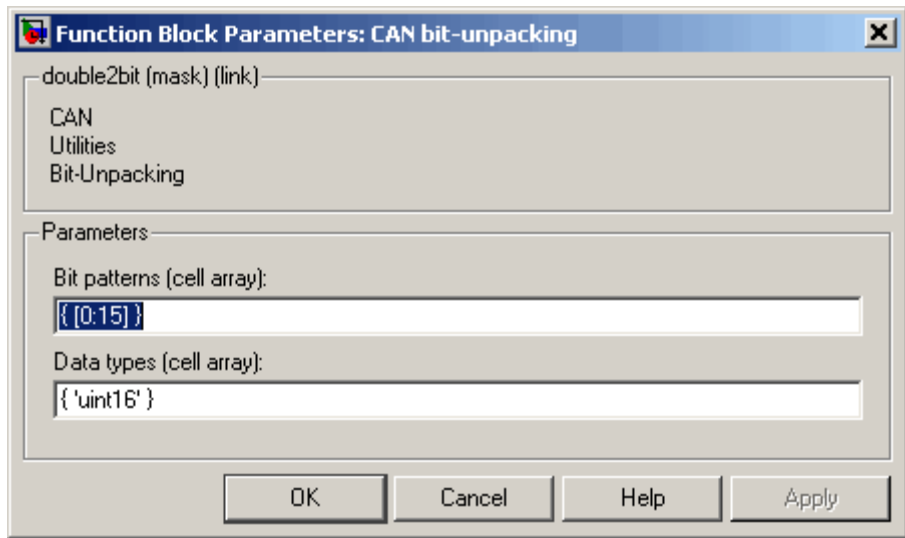 Function Block Parameters: CAN bit-unpacking
double2bit (mask) (link)
CAN
Utilities
Bit-Unpacking
Parameters
Bit patterns (cell array):
{ [0:15] }
Data types (cell array):
{ 'uint16' }
OK Cancel Help Apply